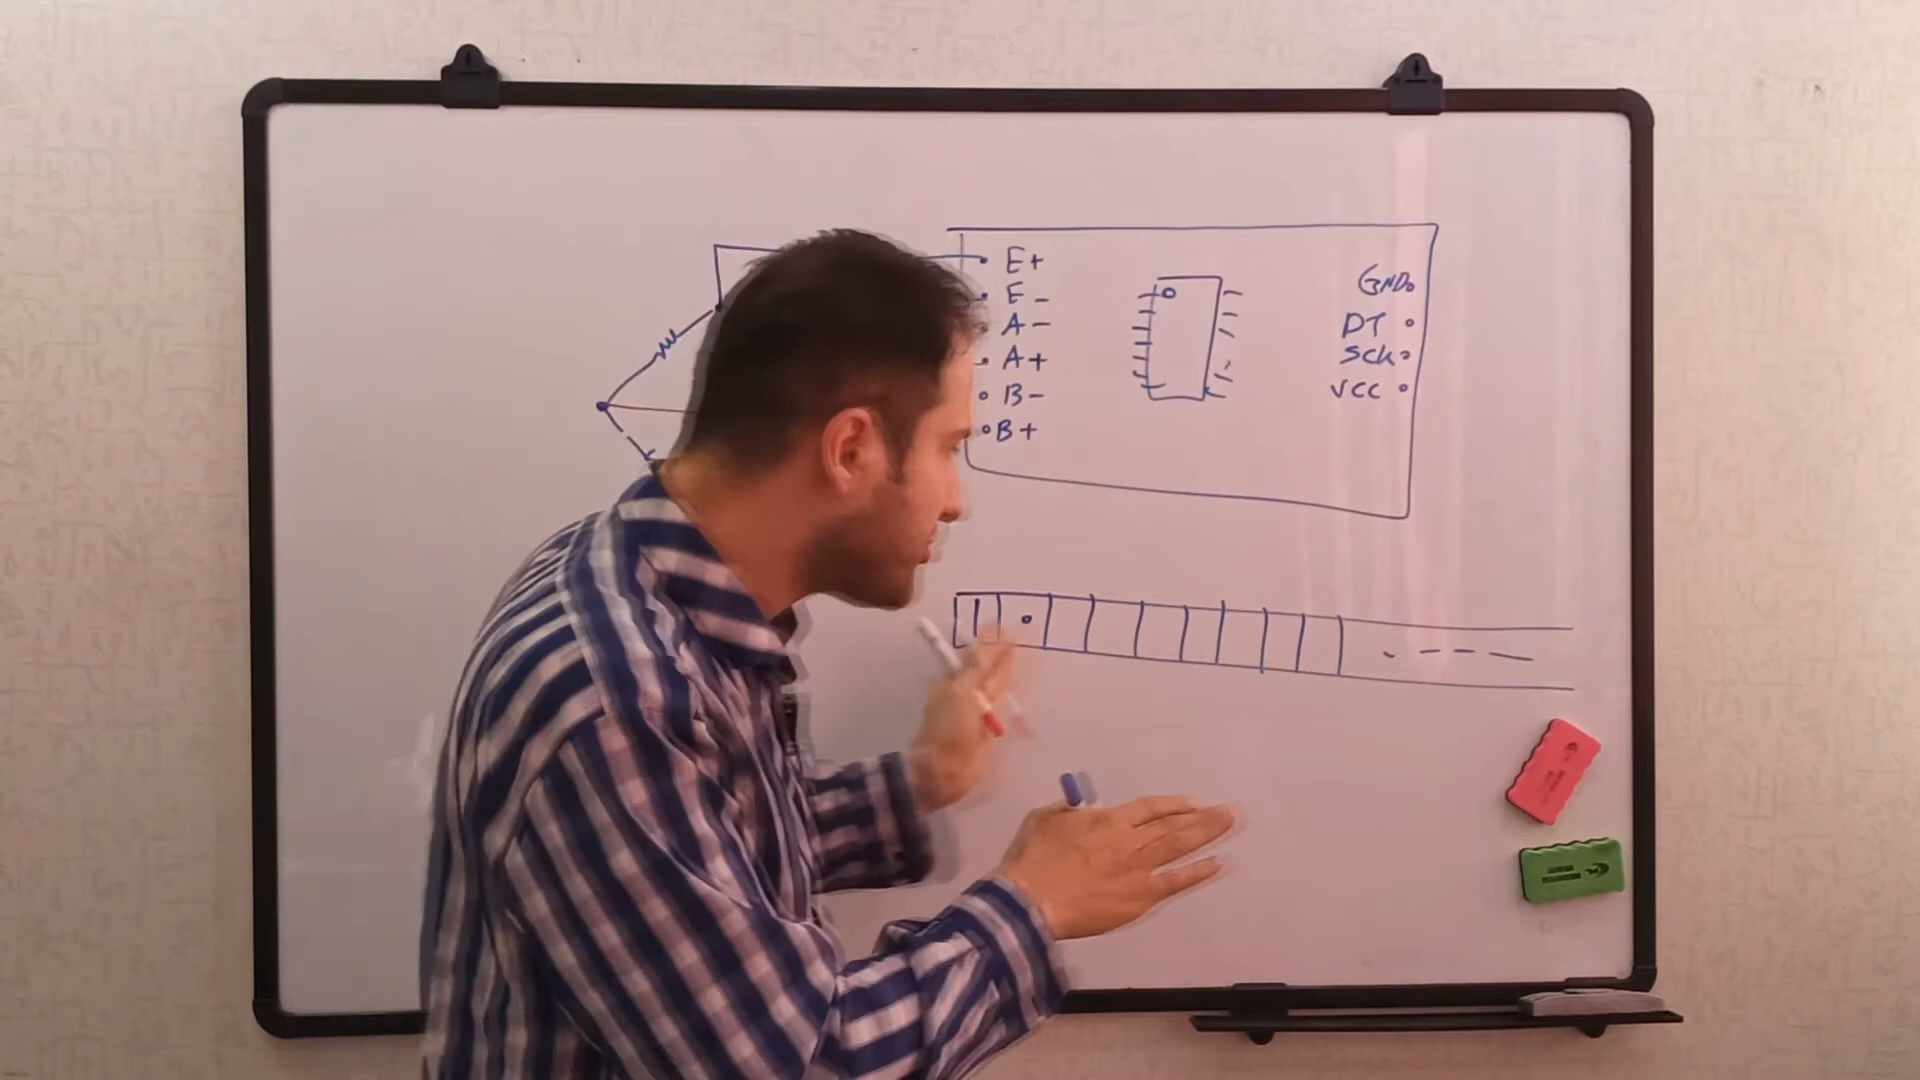 E+
E-
A-
A+
B-
B+
GND
DT
SCK
VCC